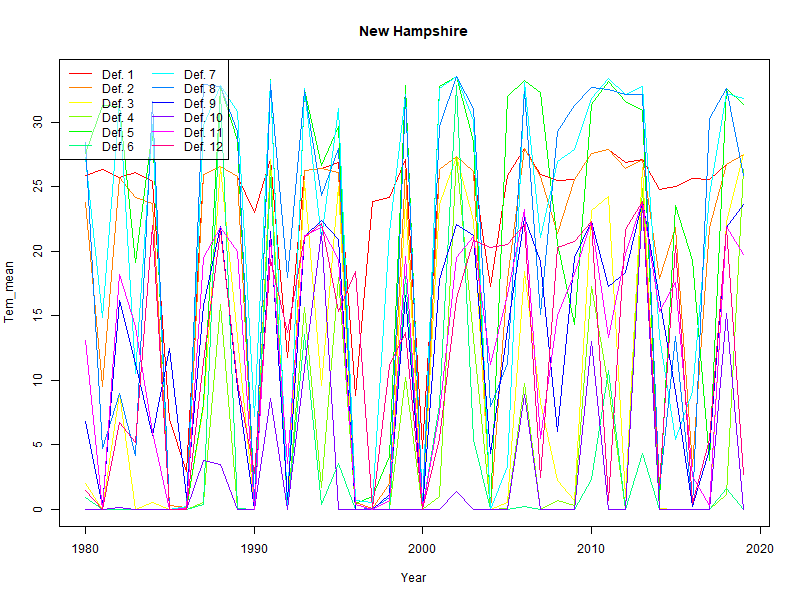 New Hampshire
Def. 1 Def. 7
Def. 2 Def. 8
Def. 3 Def. 9
Def. 4 Def. 10
Def. 5 Def. 11
Def. 6 Def. 12
30
25
20
15
10
5
0
Tem_mean
1980 1990 2000 2010 2020
Year